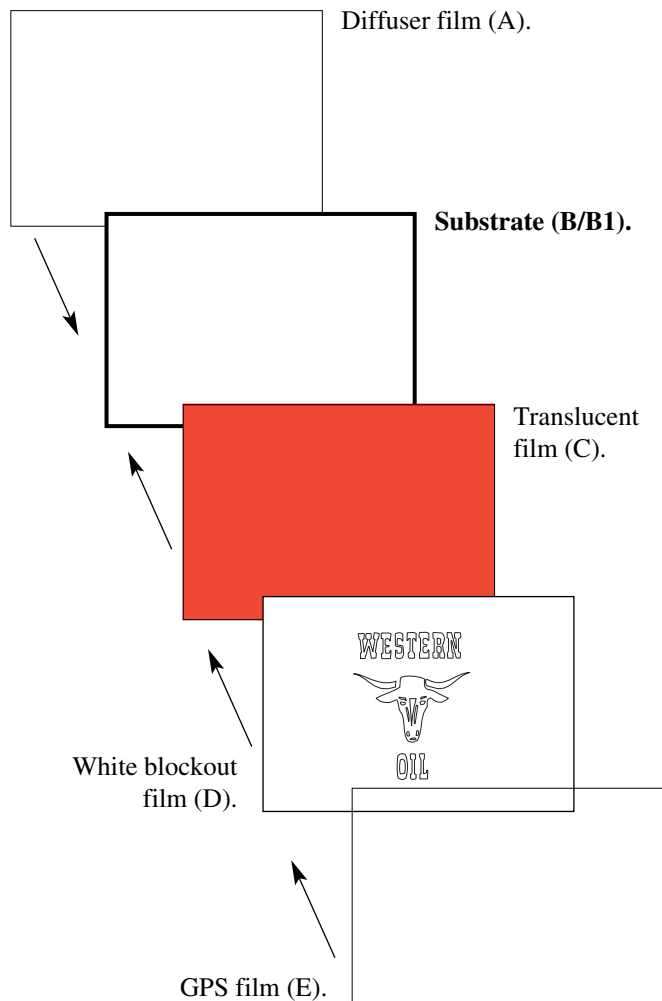 Diffuser film (A).
Substrate (B/B1).
Translucent
film (C).
WESTERN
OIL
White blockout
film (D).
GPS film (E).